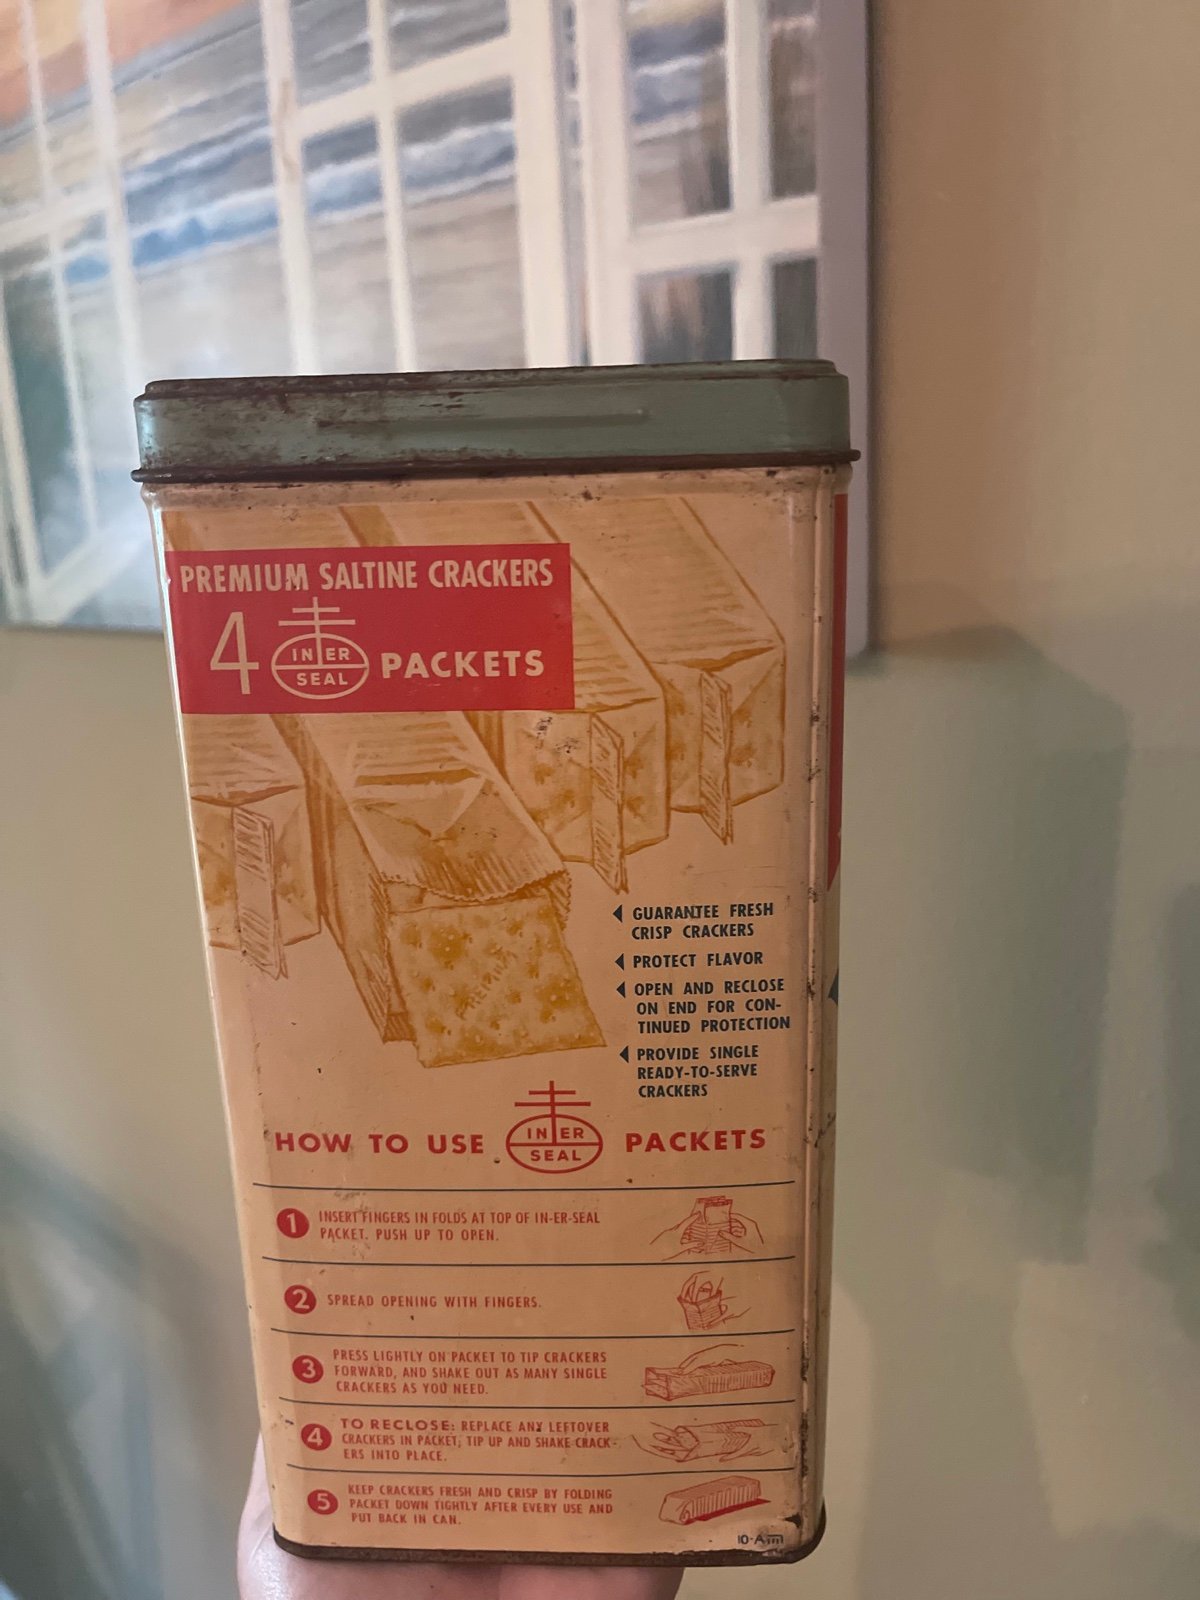 PREMIUM SALTINE CRACKERS
4 IN ER SEAL PACKETS
GUARANTEE FRESH
CRISP CRACKERS
PROTECT FLAVOR
OPEN AND RECLOSE
ON END FOR CON-
TINUED PROTECTION
PROVIDE SINGLE
READY-TO-SERVE
CRACKERS
HOW TO USE IN ER SEAL PACKETS
1 INSERT FINGERS IN FOLDS AT TOP OF IN-ER-SEAL
PACKET. PUSH UP TO OPEN.
2 SPREAD OPENING WITH FINGERS.
3 PRESS LIGHTLY ON PACKET TO TIP CRACKERS
FORWARD, AND SHAKE OUT AS MANY SINGLE
CRACKERS AS YOU NEED.
4 TO RECLOSE: REPLACE ANY LEFTOVER
CRACKERS IN PACKET, TIP UP AND SHAKE CRACK-
ERS INTO PLACE.
5 KEEP CRACKERS FRESH AND CRISP BY FOLDING
PACKET DOWN TIGHTLY AFTER EVERY USE AND
PUT BACK IN CAN.
10-A